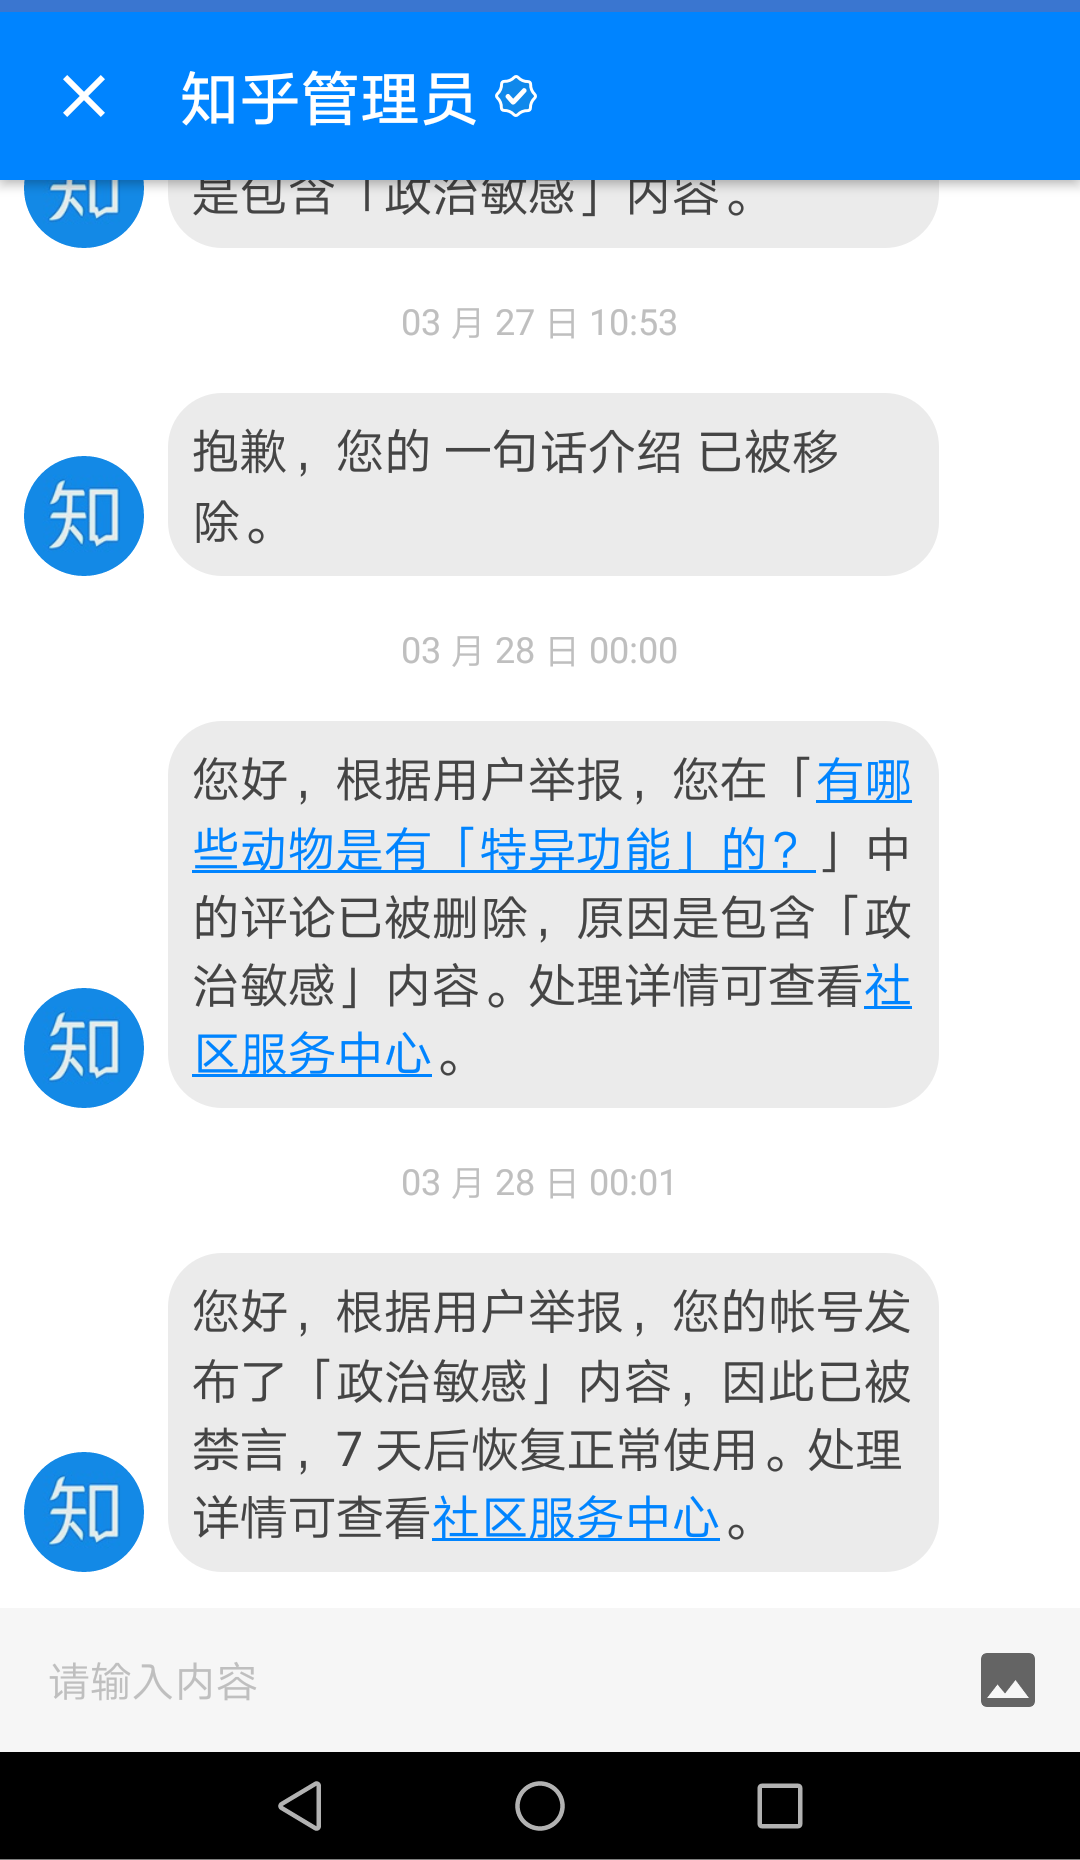 知乎管理员
知
是包含「政治敏感」内容。
03 月 27 日 10:53
抱歉，您的 一句话介绍 已被移
除。
知
03 月 28 日 00:00
您好，根据用户举报，您在「有哪
些动物是有「特异功能」的？」中
的评论已被删除，原因是包含「政
治敏感」内容。处理详情可查看社
区服务中心。
知
03 月 28 日 00:01
您好，根据用户举报，您的帐号发
布了「政治敏感」内容，因此已被
禁言，7 天后恢复正常使用。处理
详情可查看社区服务中心。
知
请输入内容